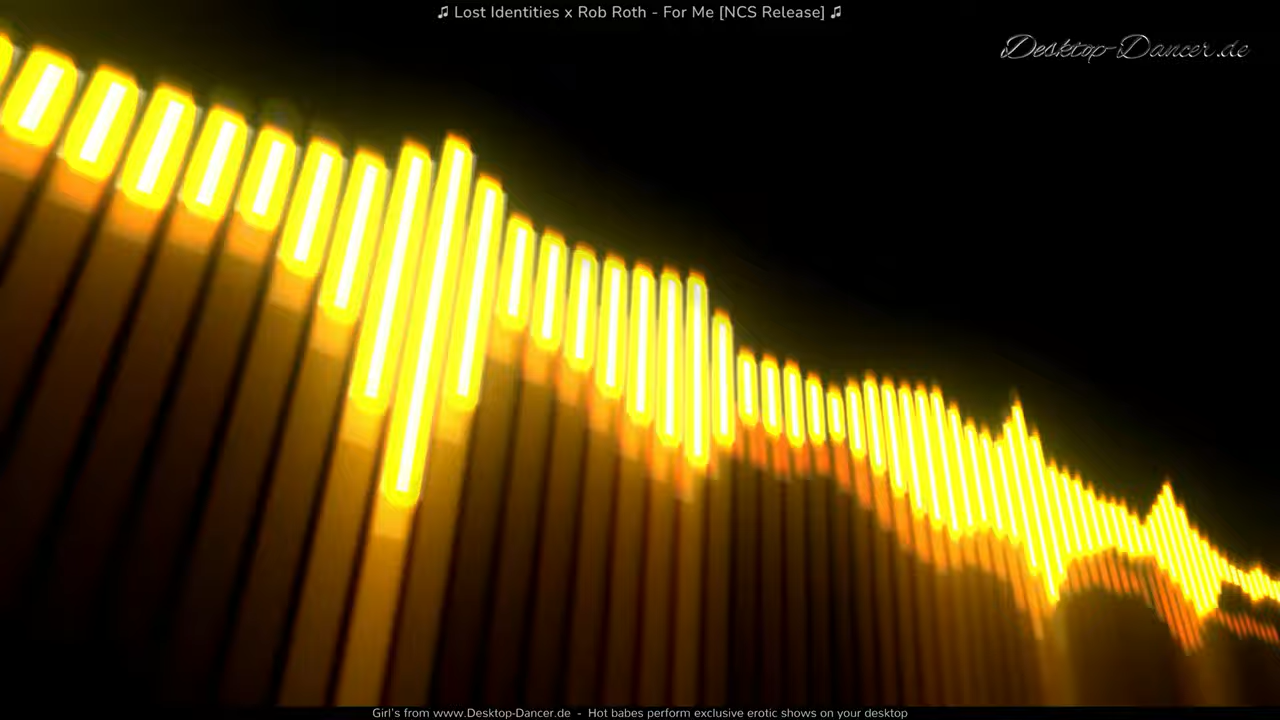 ♫ Lost Identities x Rob Roth - For Me [NCS Release] ♫
Desktop-Dancer.de
Girl's from www.Desktop-Dancer.de - Hot babes perform exclusive erotic shows on your desktop